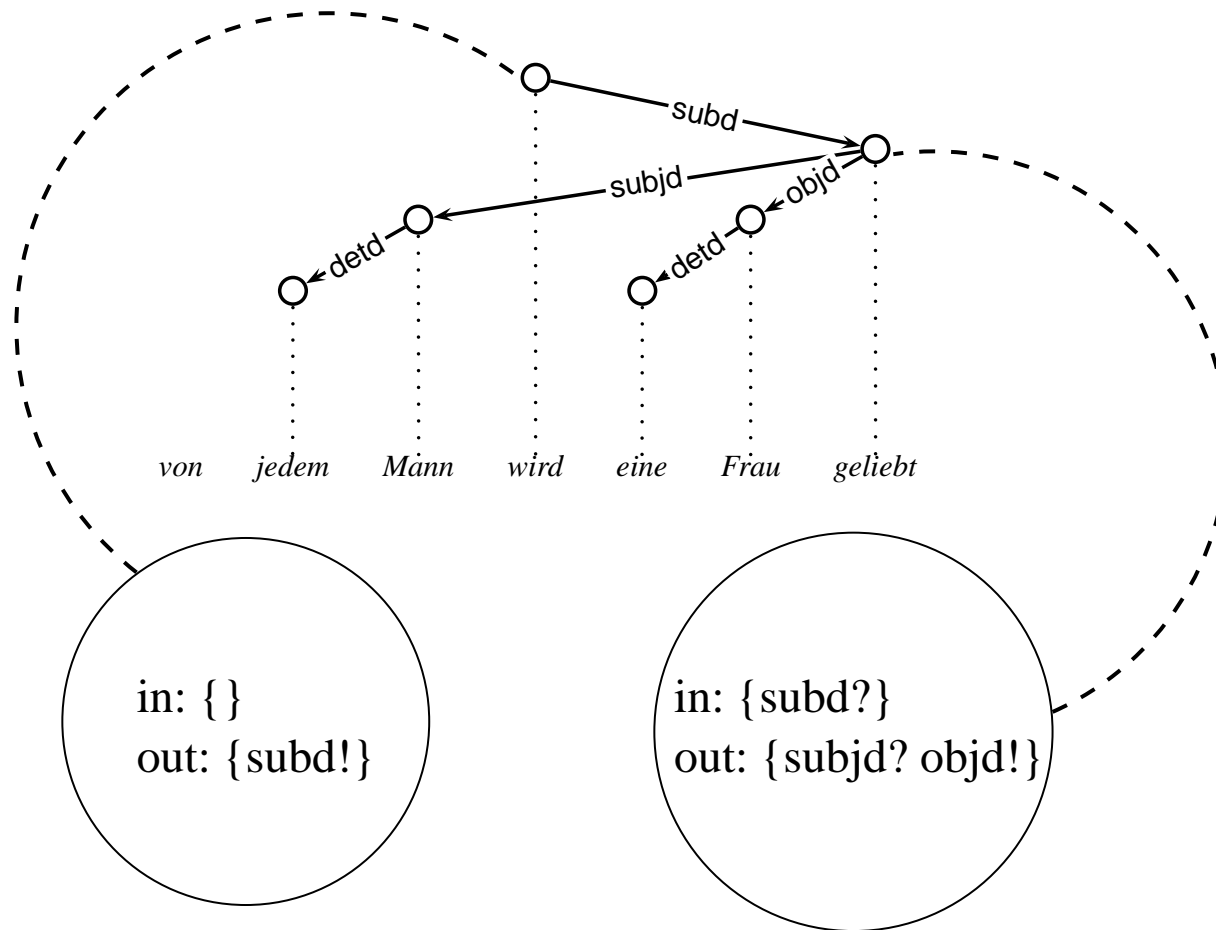 subd
subjd
objd
detd
detd
von jedem Mann wird eine Frau geliebt
in: {}
out: {subd!}
in: {subd?}
out: {subjd? objd!}